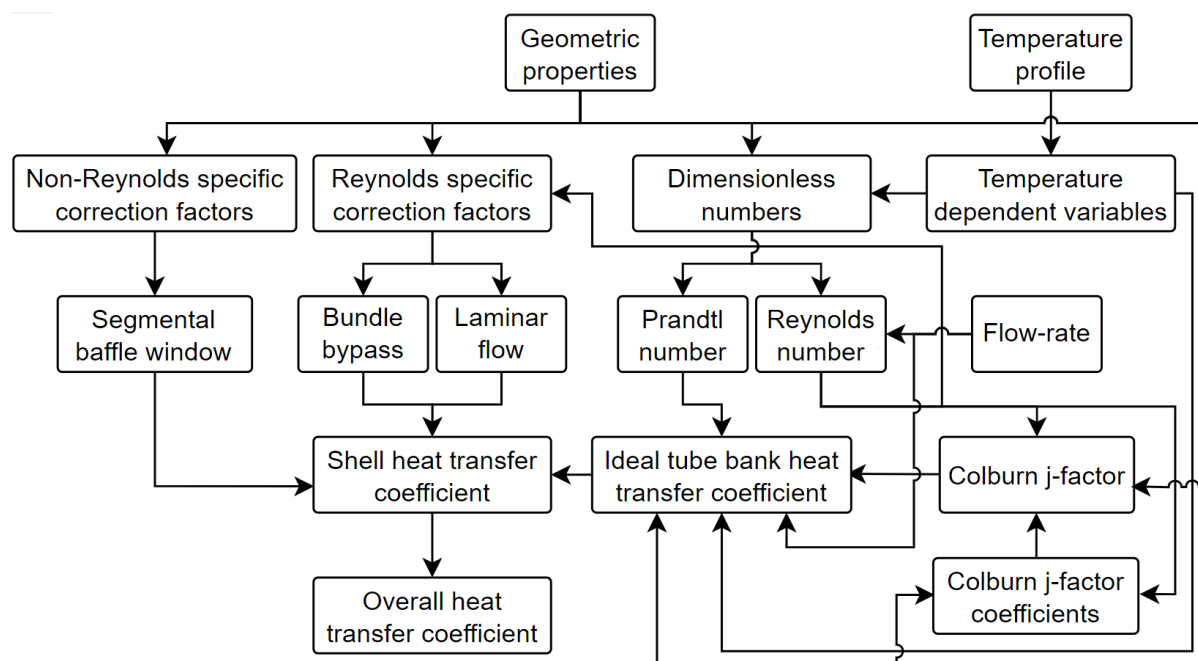 Geometric
properties
Temperature
profile
Non-Reynolds specific
correction factors
Reynolds specific
correction factors
Dimensionless
numbers
Temperature
dependent variables
Segmental
baffle window
Bundle
bypass
Laminar
flow
Prandtl
number
Reynolds
number
Flow-rate
Shell heat transfer
coefficient
Ideal tube bank heat
transfer coefficient
Colburn j-factor
Overall heat
transfer coefficient
Colburn j-factor
coefficients